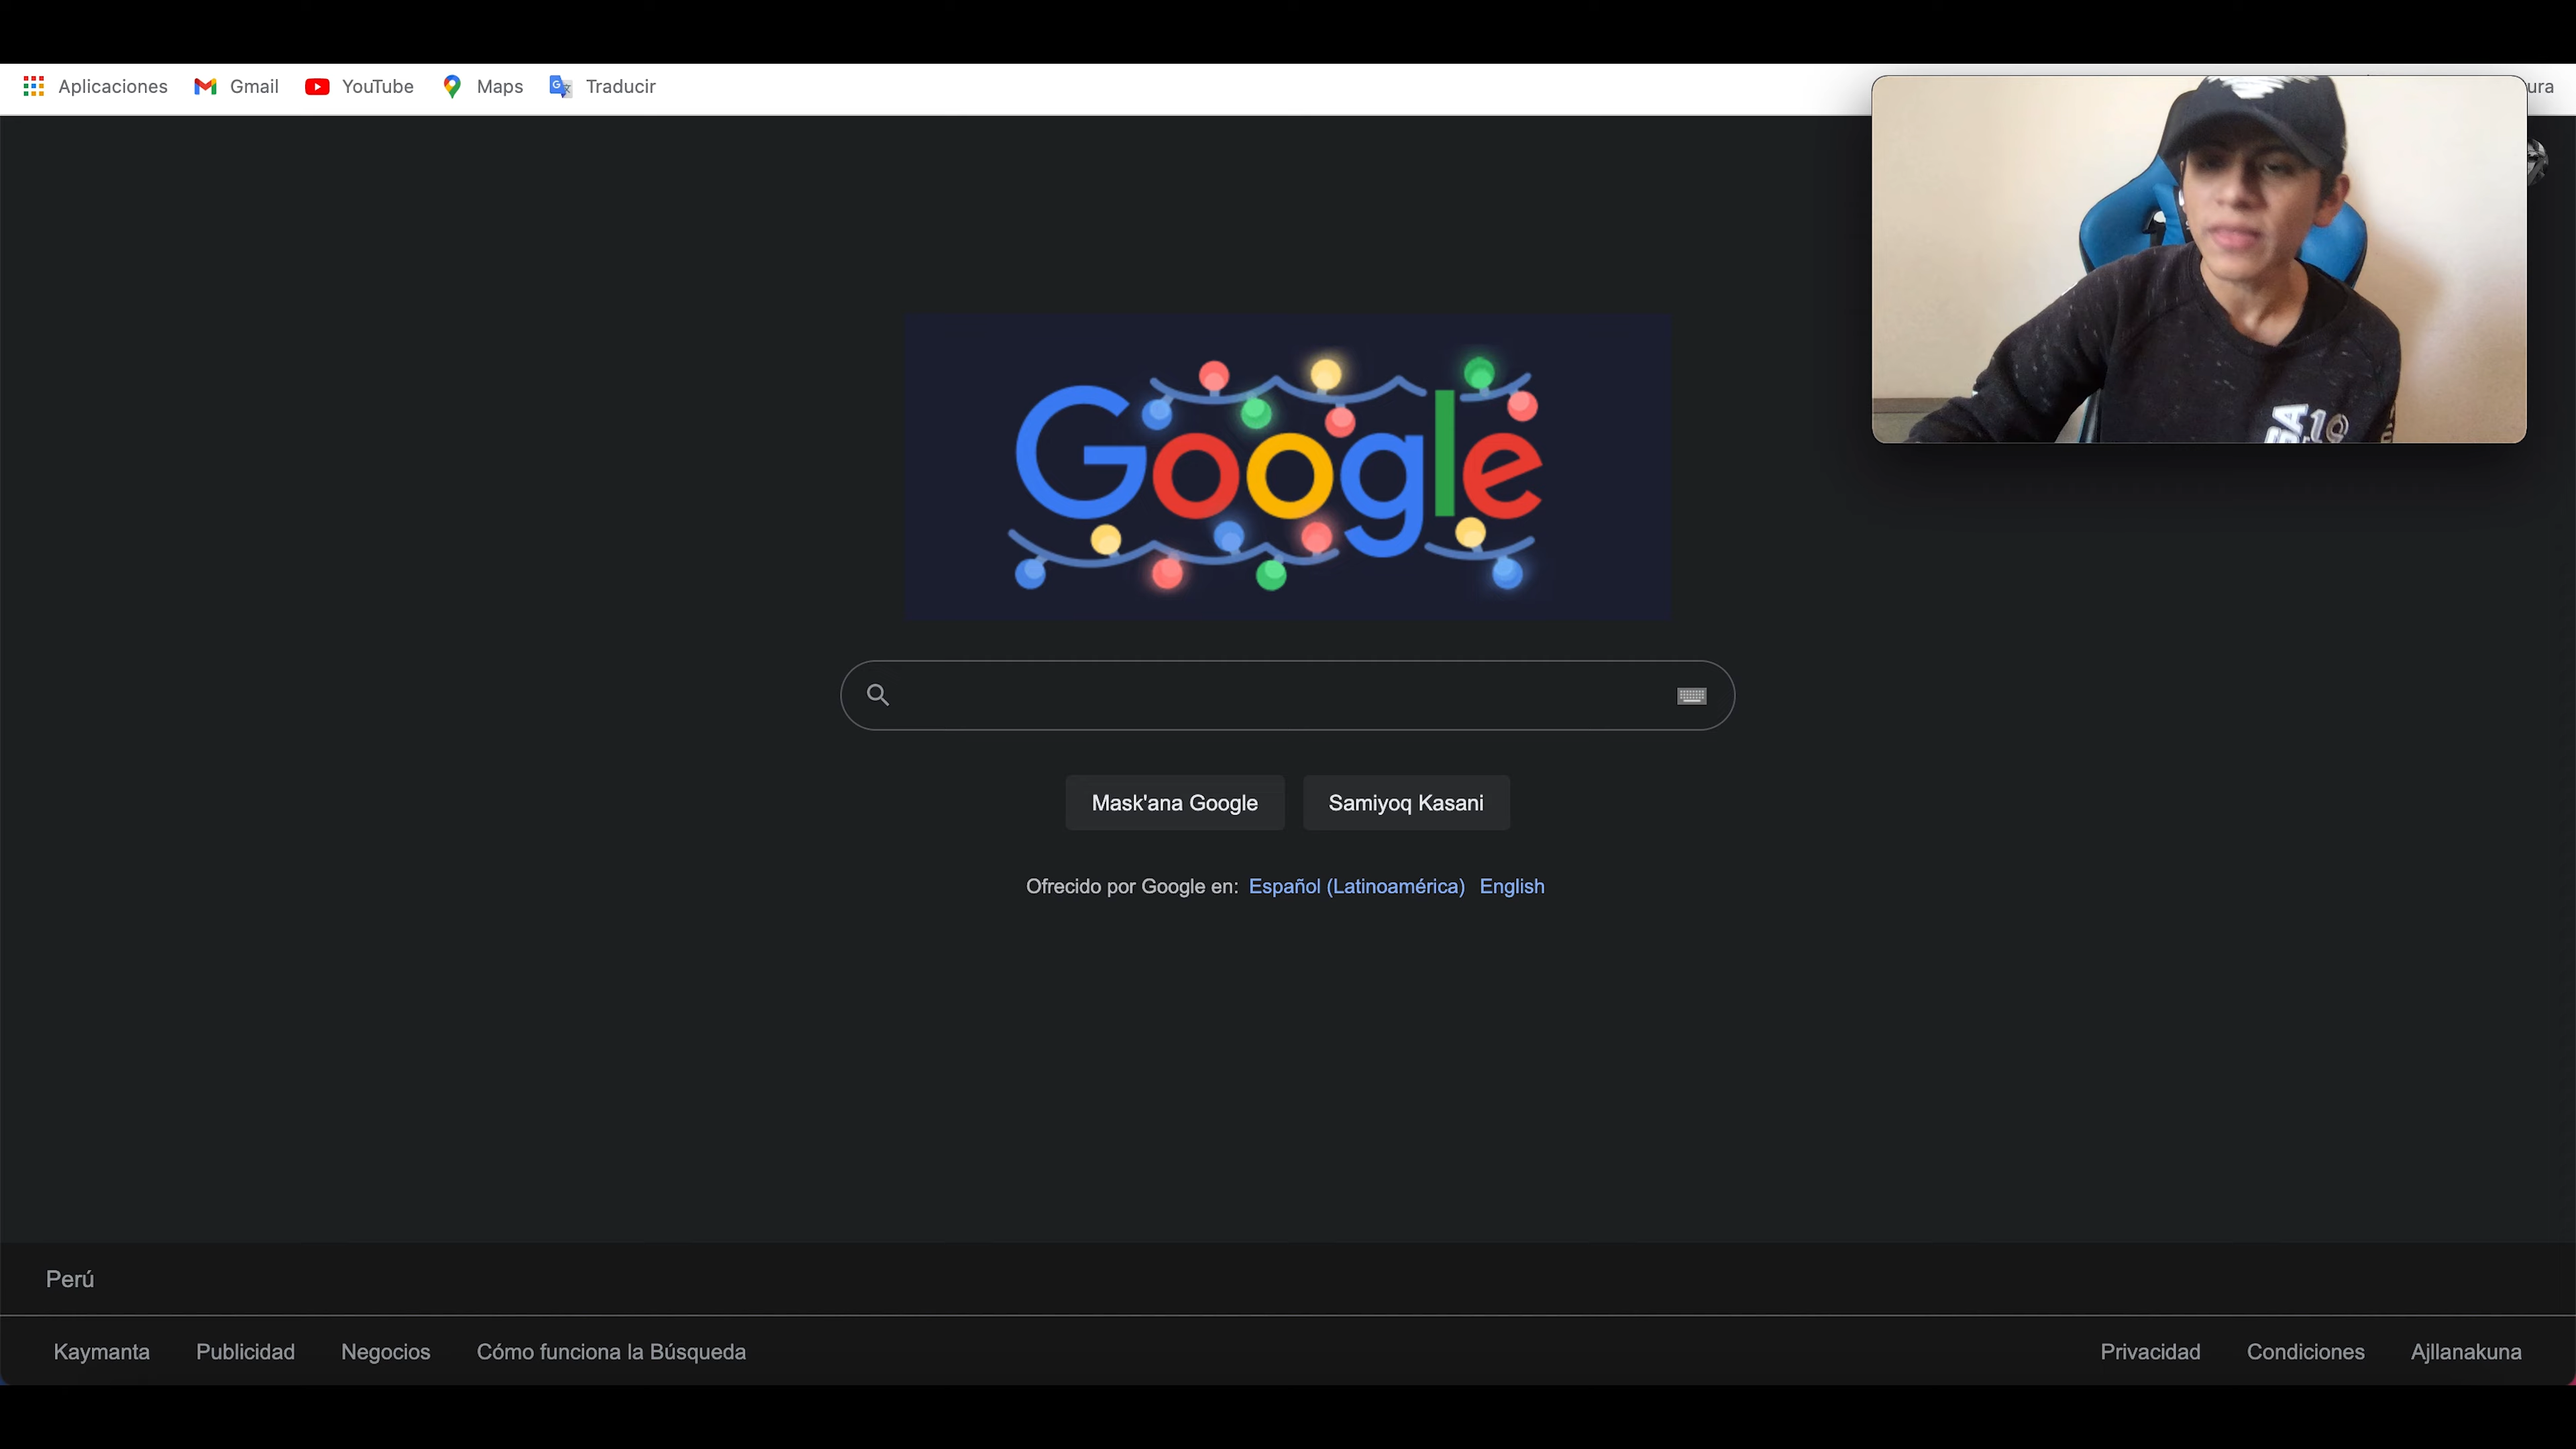 Aplicaciones Gmail YouTube Maps Traducir
Google
Mask'ana Google Samiyoq Kasani
Ofrecido por Google en: Español (Latinoamérica) English
Perú
Kaymanta Publicidad Negocios Cómo funciona la Búsqueda Privacidad Condiciones Ajllanakuna